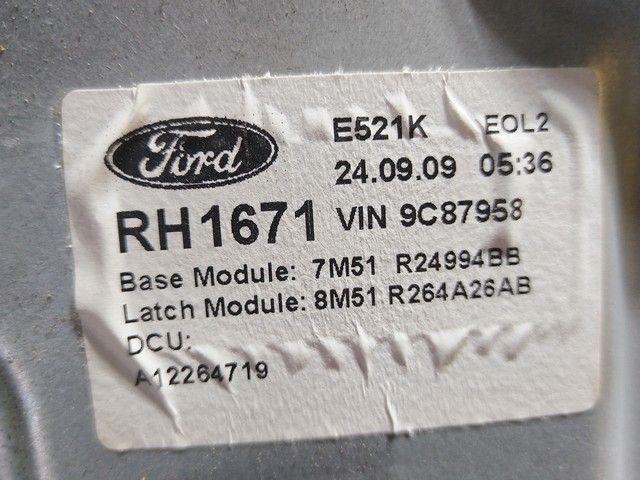 Ford
E521K EOL2
24.09.09 05:36
RH1671 VIN 9C87958
Base Module: 7M51 R24994BB
Latch Module: 8M51 R264A26AB
DCU:
A12264719